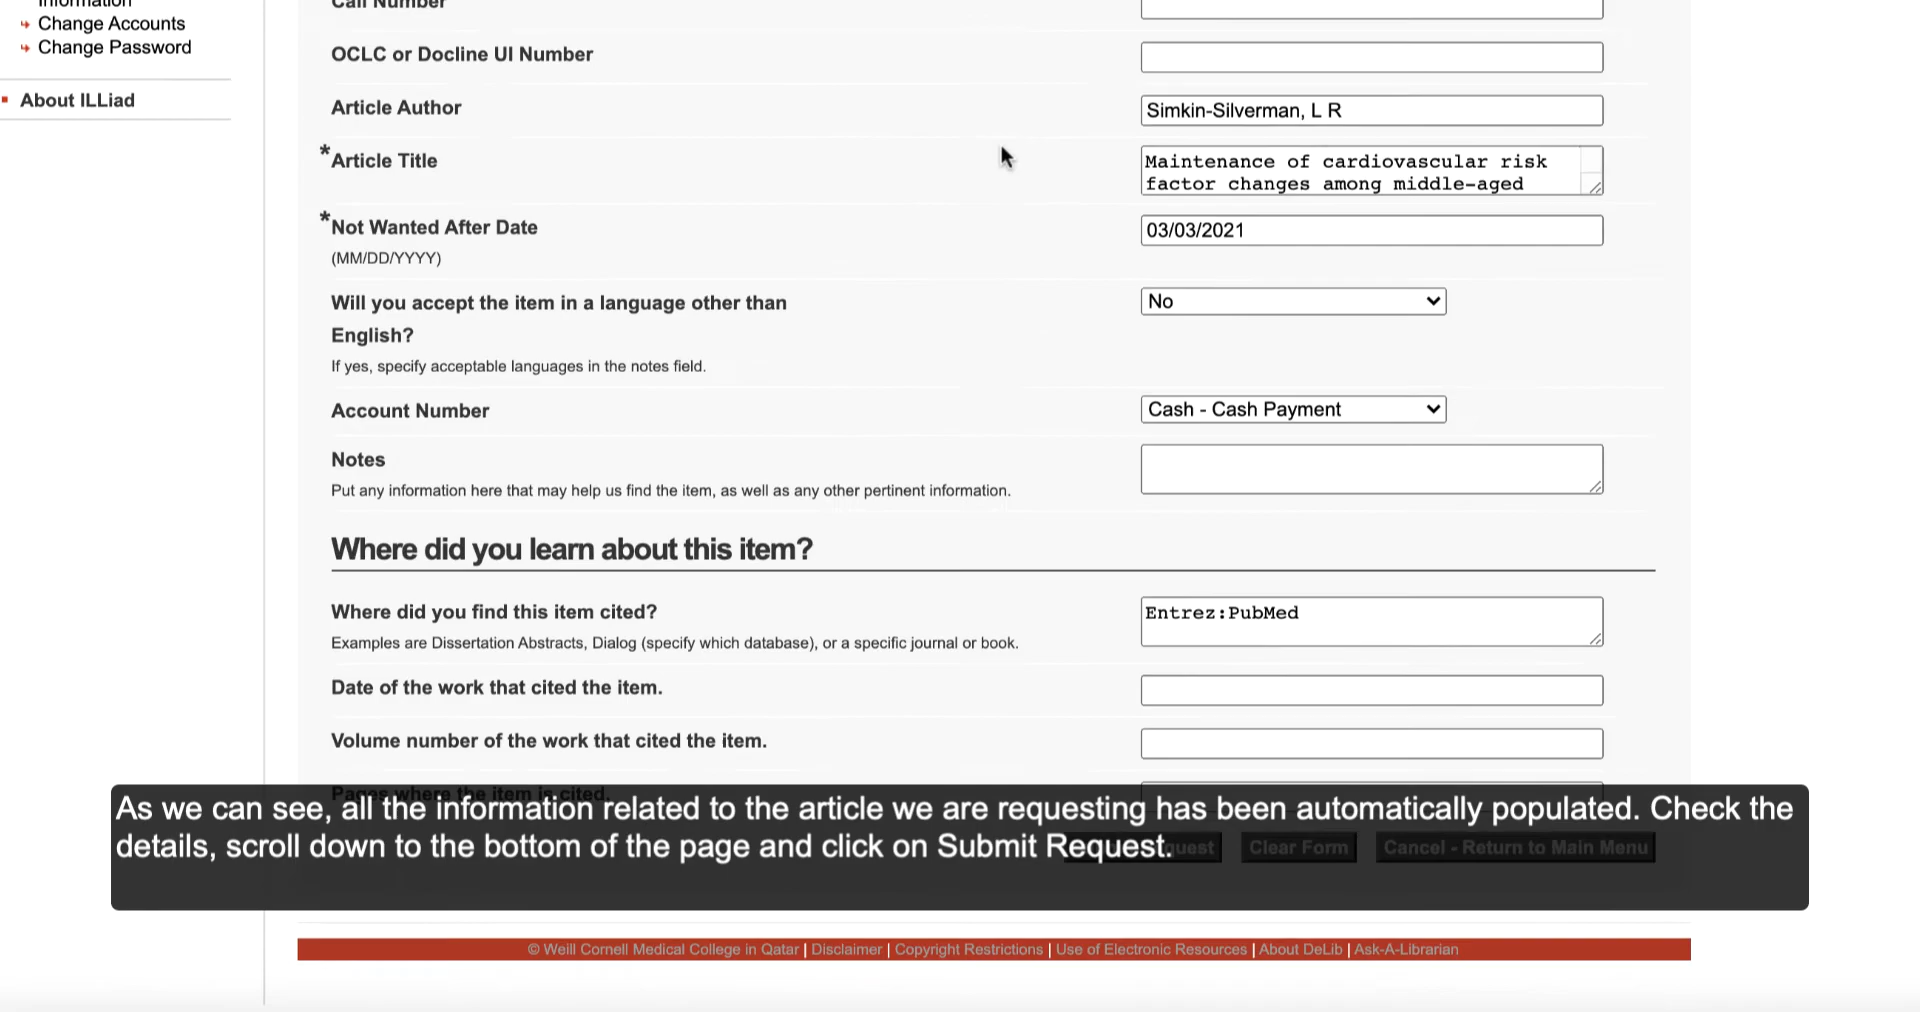 Information
Change Accounts
Change Password
About ILLiad
Call Number
OCLC or Docline UI Number
Article Author
Simkin-Silverman, L R
*Article Title
Maintenance of cardiovascular risk
factor changes among middle-aged
*Not Wanted After Date
03/03/2021
(MM/DD/YYYY)
Will you accept the item in a language other than
English?
No
If yes, specify acceptable languages in the notes field.
Account Number
Cash - Cash Payment
Notes
Put any information here that may help us find the item, as well as any other pertinent information.
Where did you learn about this item?
Where did you find this item cited?
Entrez:PubMed
Examples are Dissertation Abstracts, Dialog (specify which database), or a specific journal or book.
Date of the work that cited the item.
Volume number of the work that cited the item.
Pages where the item is cited.
As we can see, all the information related to the article we are requesting has been automatically populated. Check the
details, scroll down to the bottom of the page and click on Submit Request.
Clear Form
Cancel - Return to Main Menu
© Weill Cornell Medical College in Qatar | Disclaimer | Copyright Restrictions | Use of Electronic Resources | About DeLib | Ask-A-Librarian